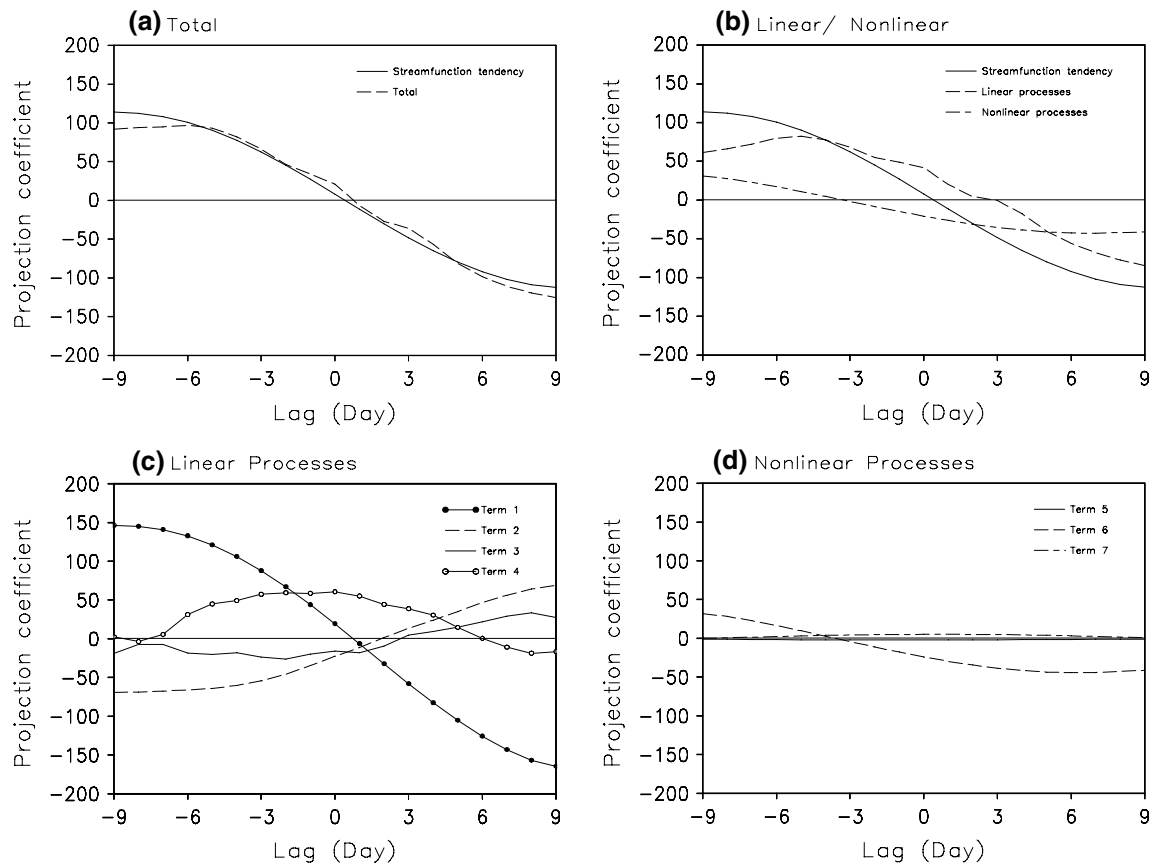 (a) Total
200
150
100
50
0
−50
−100
−150
−200
Projection coefficient
Streamfunction tendency
Total
−9 −6 −3 0 3 6 9
Lag (Day)
(b) Linear/ Nonlinear
200
150
100
50
0
−50
−100
−150
−200
Projection coefficient
Streamfunction tendency
Linear processes
Nonlinear processes
−9 −6 −3 0 3 6 9
Lag (Day)
(c) Linear Processes
200
150
100
50
0
−50
−100
−150
−200
Projection coefficient
Term 1
Term 2
Term 3
Term 4
−9 −6 −3 0 3 6 9
Lag (Day)
(d) Nonlinear Processes
200
150
100
50
0
−50
−100
−150
−200
Projection coefficient
Term 5
Term 6
Term 7
−9 −6 −3 0 3 6 9
Lag (Day)